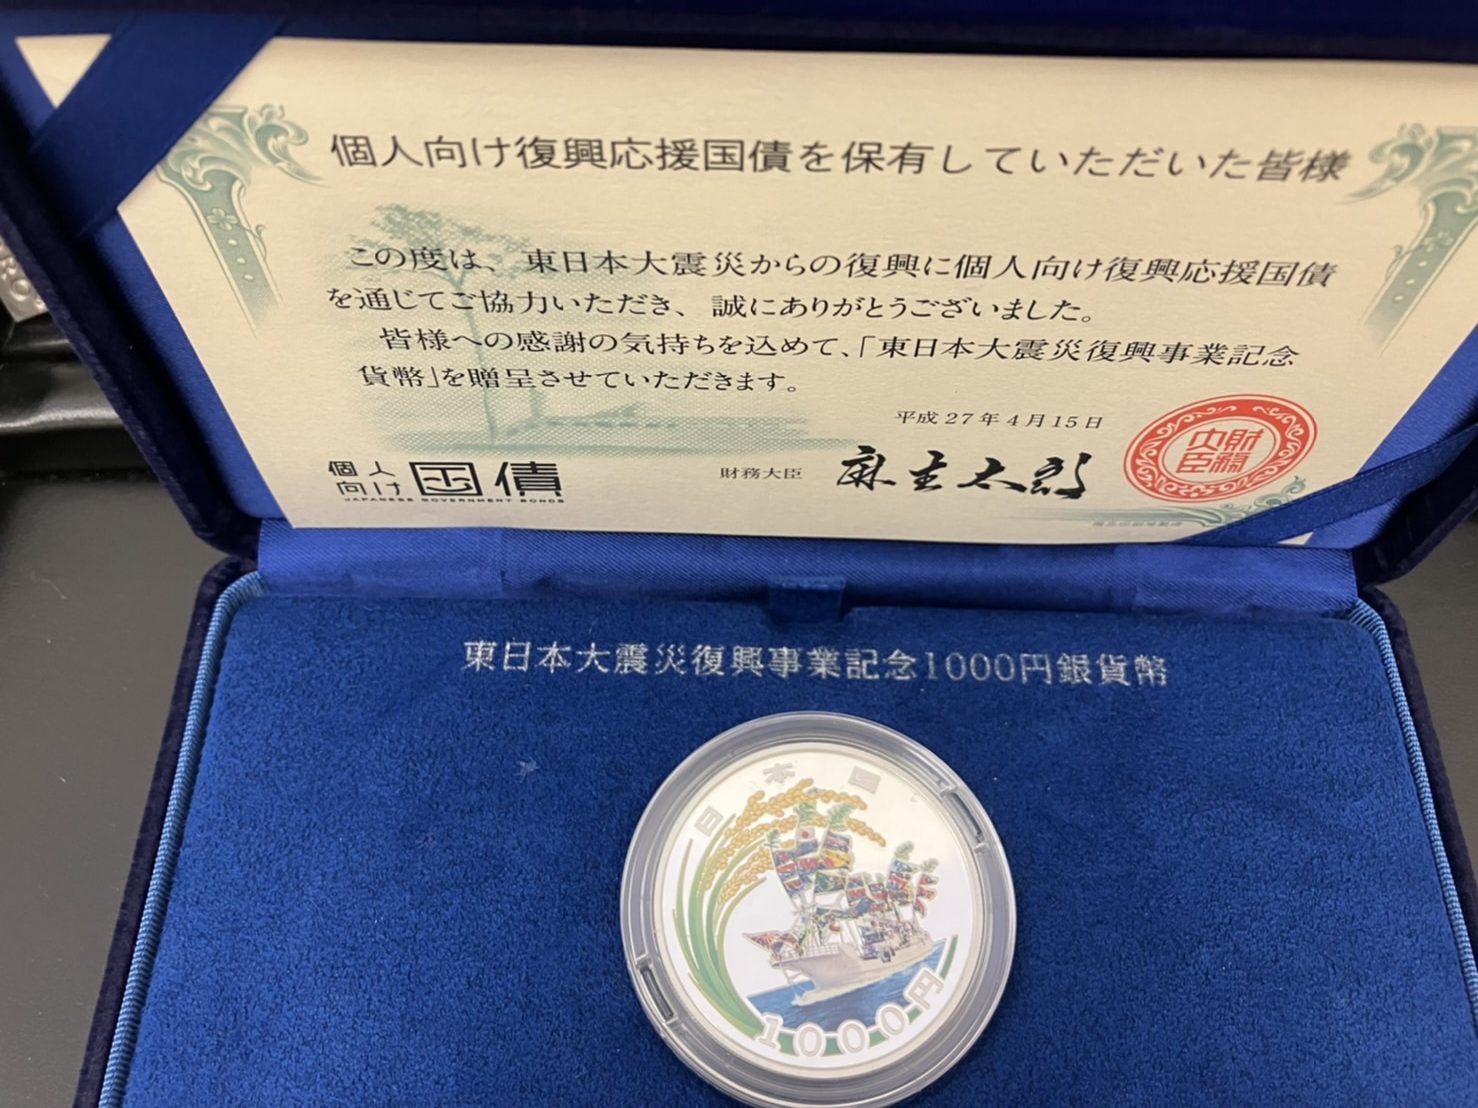 個人向け復興応援国債を保有していただいた皆様
この度は、東日本大震災からの復興に個人向け復興応援国債
を通じてご協力いただき、誠にありがとうございました。
皆様への感謝の気持ちを込めて、「東日本大震災復興事業記念
貨幣」を贈呈させていただきます。
平成27年4月15日
財務大臣 麻生太郎
財務大臣
個人向け国債
JAPANESE GOVERNMENT BONDS
東日本大震災復興事業記念1000円銀貨幣
日本国
1000円